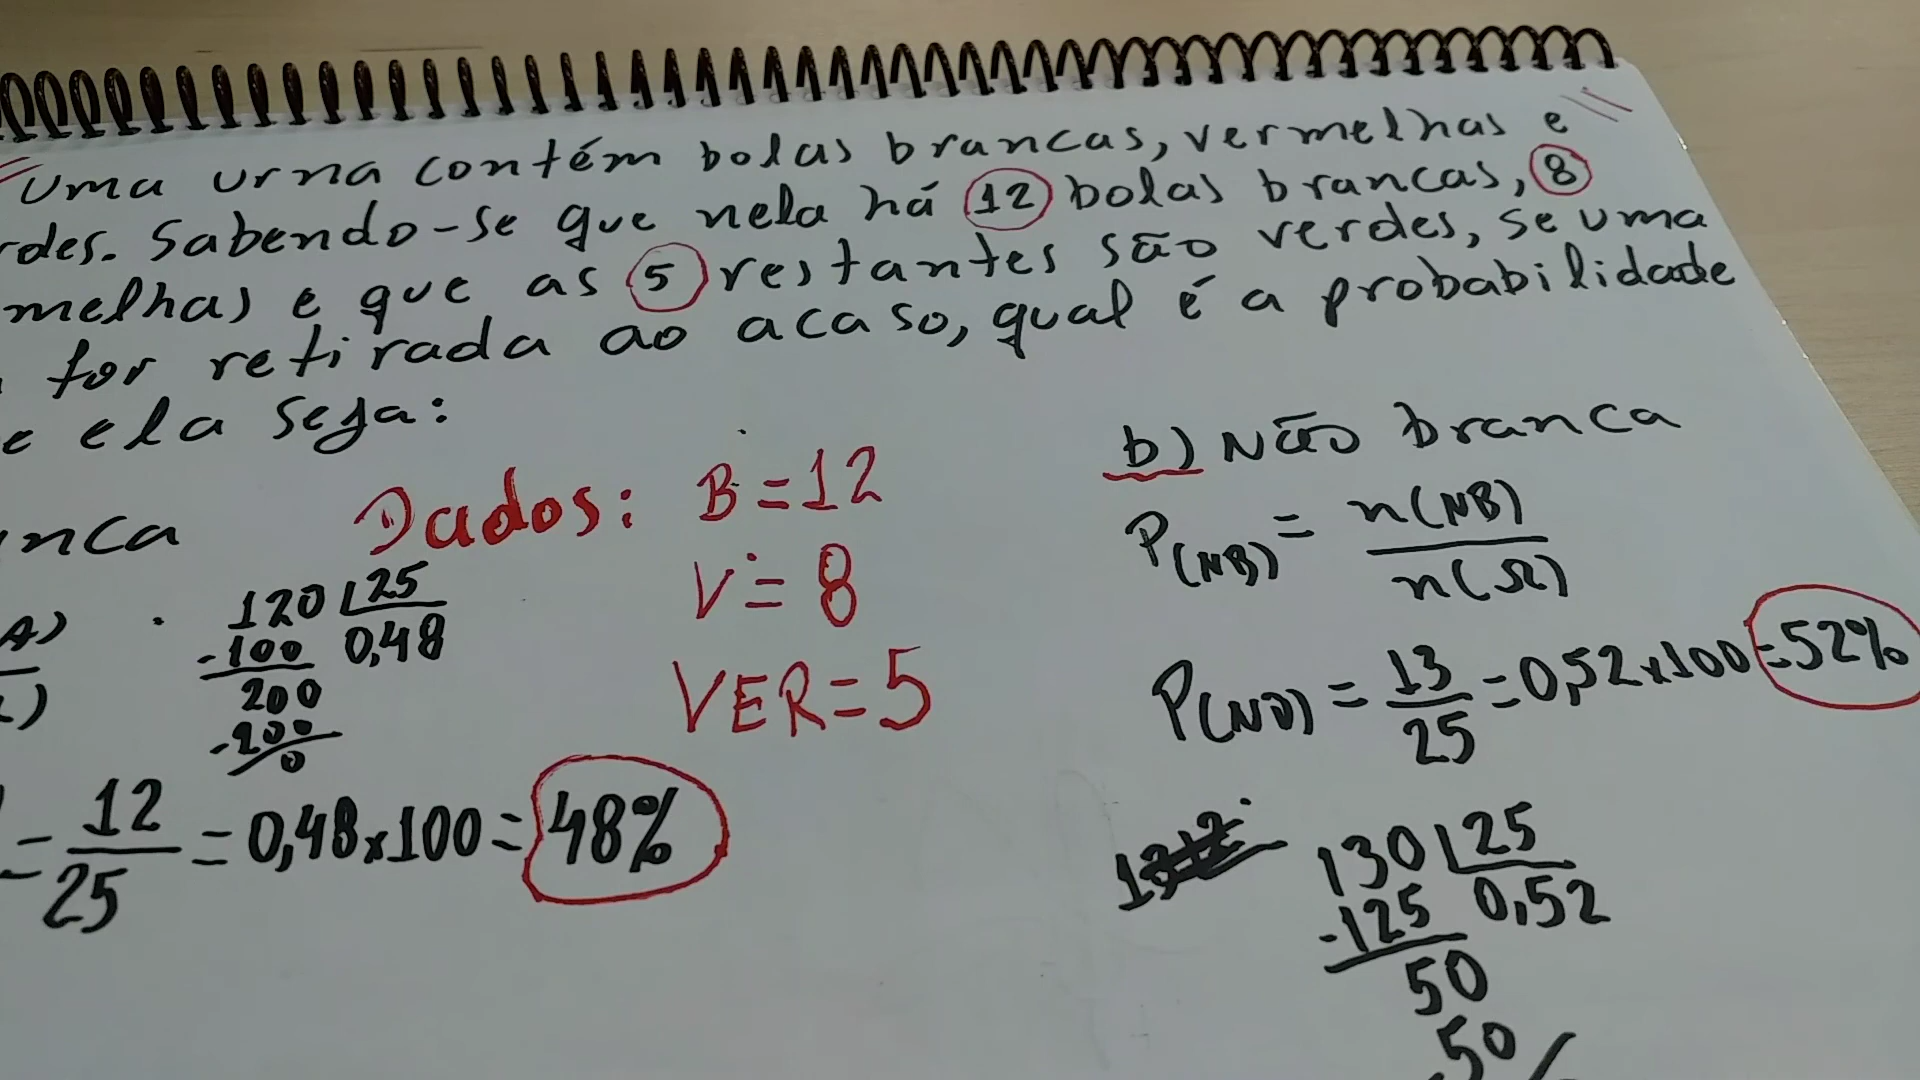 Uma urna contém bolas brancas, vermelhas e
rdes. Sabendo-se que nela há 12 bolas brancas, 8
melhas e que as 5 restantes são verdes, se uma
for retirada ao acaso, qual é a probabilidade
e ela seja:
nca
Dados: B=12
V=8
VER=5
A)
120 25
-100 0,48
200
-200
0
= 12/25 = 0,48x100 = 48%
b) Não branca
P(NB) = n(NB)/n(Ω)
P(NB) = 13/25 = 0,52x100 = 52%
130 25
-125 0,52
50
50